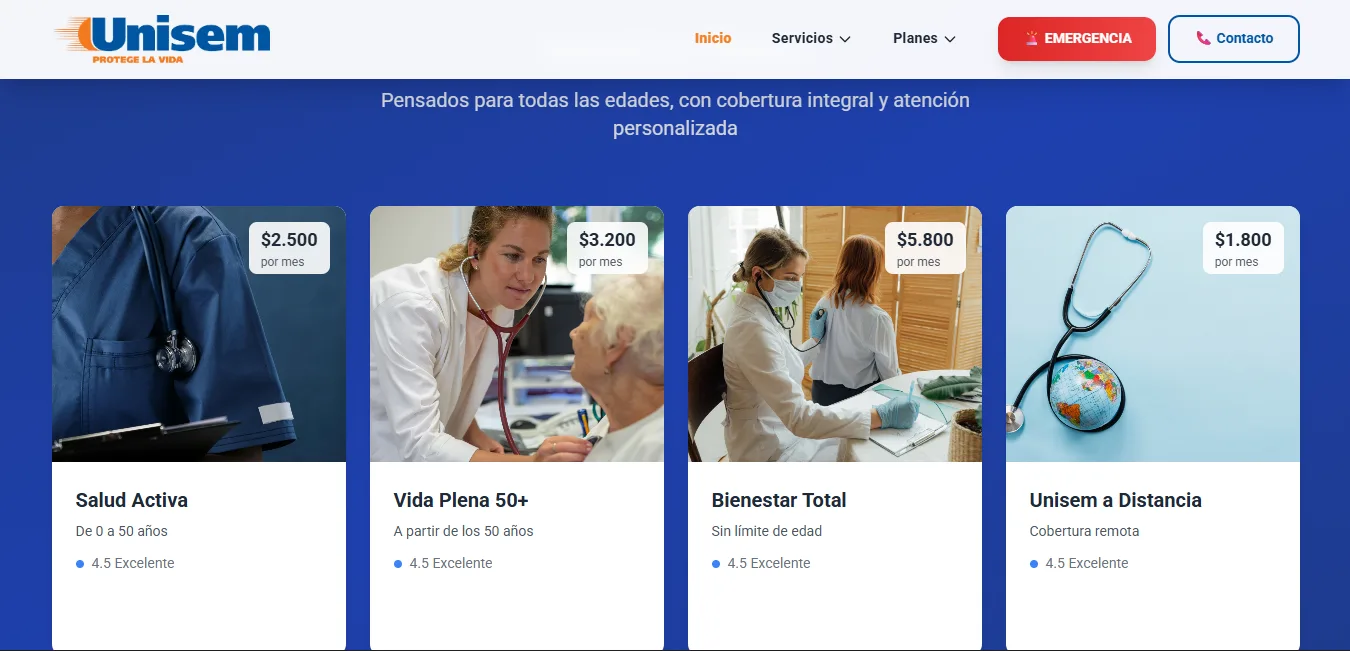 Unisem
PROTEGE LA VIDA
Inicio
Servicios
Planes
EMERGENCIA
Contacto
Pensados para todas las edades, con cobertura integral y atención
personalizada
$2.500
por mes
Salud Activa
De 0 a 50 años
4.5 Excelente
$3.200
por mes
Vida Plena 50+
A partir de los 50 años
4.5 Excelente
$5.800
por mes
Bienestar Total
Sin límite de edad
4.5 Excelente
$1.800
por mes
Unisem a Distancia
Cobertura remota
4.5 Excelente